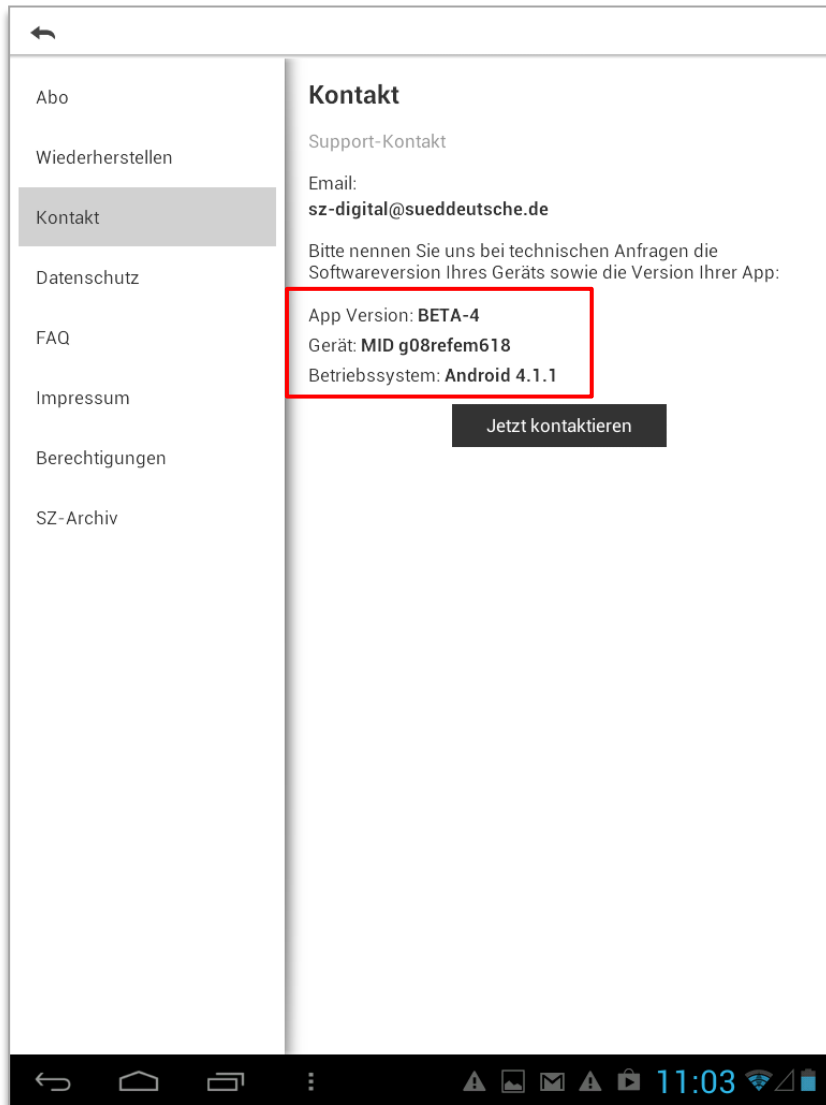 Abo
Wiederherstellen
Kontakt
Datenschutz
FAQ
Impressum
Berechtigungen
SZ-Archiv
Kontakt
Support-Kontakt
Email:
sz-digital@sueddeutsche.de
Bitte nennen Sie uns bei technischen Anfragen die
Softwareversion Ihres Geräts sowie die Version Ihrer App:
App Version: BETA-4
Gerät: MID g08refem618
Betriebssystem: Android 4.1.1
Jetzt kontaktieren
11:03